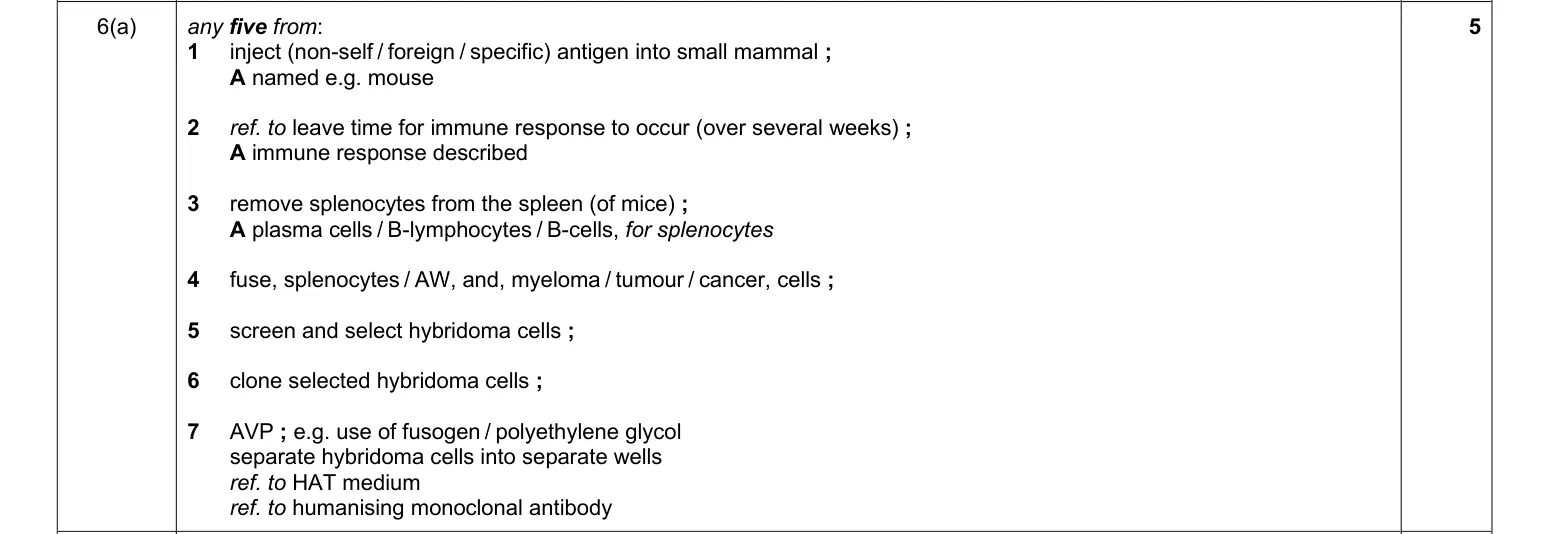 6(a) any five from: 5
1 inject (non-self / foreign / specific) antigen into small mammal ;
A named e.g. mouse
2 ref. to leave time for immune response to occur (over several weeks) ;
A immune response described
3 remove splenocytes from the spleen (of mice) ;
A plasma cells / B-lymphocytes / B-cells, for splenocytes
4 fuse, splenocytes / AW, and, myeloma / tumour / cancer, cells ;
5 screen and select hybridoma cells ;
6 clone selected hybridoma cells ;
7 AVP ; e.g. use of fusogen / polyethylene glycol
separate hybridoma cells into separate wells
ref. to HAT medium
ref. to humanising monoclonal antibody